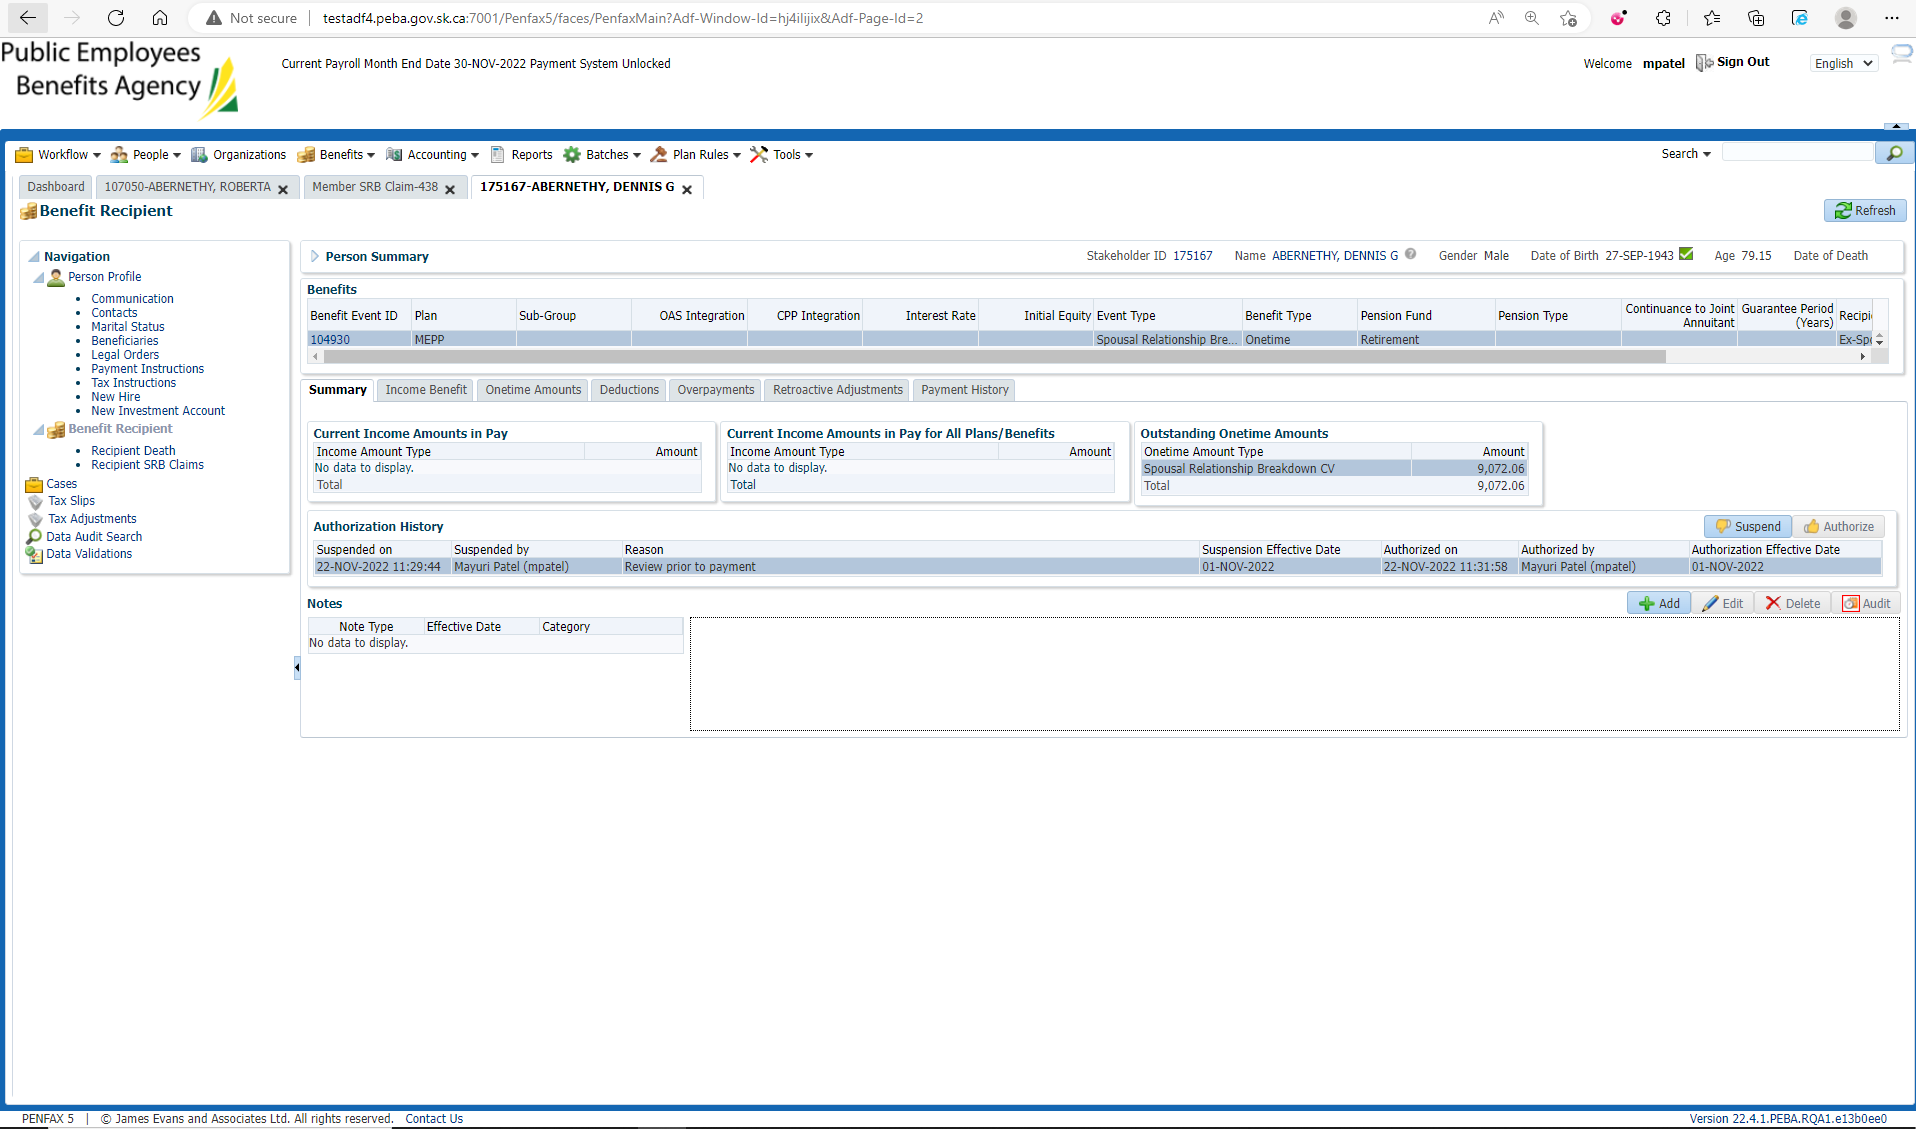 Not secure | testadf4.peba.gov.sk.ca:7001/Penfax5/faces/PenfaxMain?Adf-Window-Id=hj4ilijix&Adf-Page-Id=2
Public Employees
Benefits Agency
Current Payroll Month End Date 30-NOV-2022 Payment System Unlocked
Welcome mpatel Sign Out English
Workflow People Organizations Benefits Accounting Reports Batches Plan Rules Tools Search
Dashboard 107050-ABERNETHY, ROBERTA Member SRB Claim-438 175167-ABERNETHY, DENNIS G
Benefit Recipient Refresh
Navigation
Person Profile
Communication
Contacts
Marital Status
Beneficiaries
Legal Orders
Payment Instructions
Tax Instructions
New Hire
New Investment Account
Benefit Recipient
Recipient Death
Recipient SRB Claims
Cases
Tax Slips
Tax Adjustments
Data Audit Search
Data Validations
Person Summary Stakeholder ID 175167 Name ABERNETHY, DENNIS G Gender Male Date of Birth 27-SEP-1943 Age 79.15 Date of Death
Benefits
Benefit Event ID Plan Sub-Group OAS Integration CPP Integration Interest Rate Initial Equity Event Type Benefit Type Pension Fund Pension Type Continuance to Joint Annuitant Guarantee Period (Years) Recipi
104930 MEPP Spousal Relationship Bre... Onetime Retirement Ex-Spo
Summary Income Benefit Onetime Amounts Deductions Overpayments Retroactive Adjustments Payment History
Current Income Amounts in Pay
Income Amount Type Amount
No data to display.
Total
Current Income Amounts in Pay for All Plans/Benefits
Income Amount Type Amount
No data to display.
Total
Outstanding Onetime Amounts
Onetime Amount Type Amount
Spousal Relationship Breakdown CV 9,072.06
Total 9,072.06
Authorization History Suspend Authorize
Suspended on Suspended by Reason Suspension Effective Date Authorized on Authorized by Authorization Effective Date
22-NOV-2022 11:29:44 Mayuri Patel (mpatel) Review prior to payment 01-NOV-2022 22-NOV-2022 11:31:58 Mayuri Patel (mpatel) 01-NOV-2022
Notes Add Edit Delete Audit
Note Type Effective Date Category
No data to display.
PENFAX 5 | © James Evans and Associates Ltd. All rights reserved. Contact Us Version 22.4.1.PEBA.RQA1.e13b0ee0